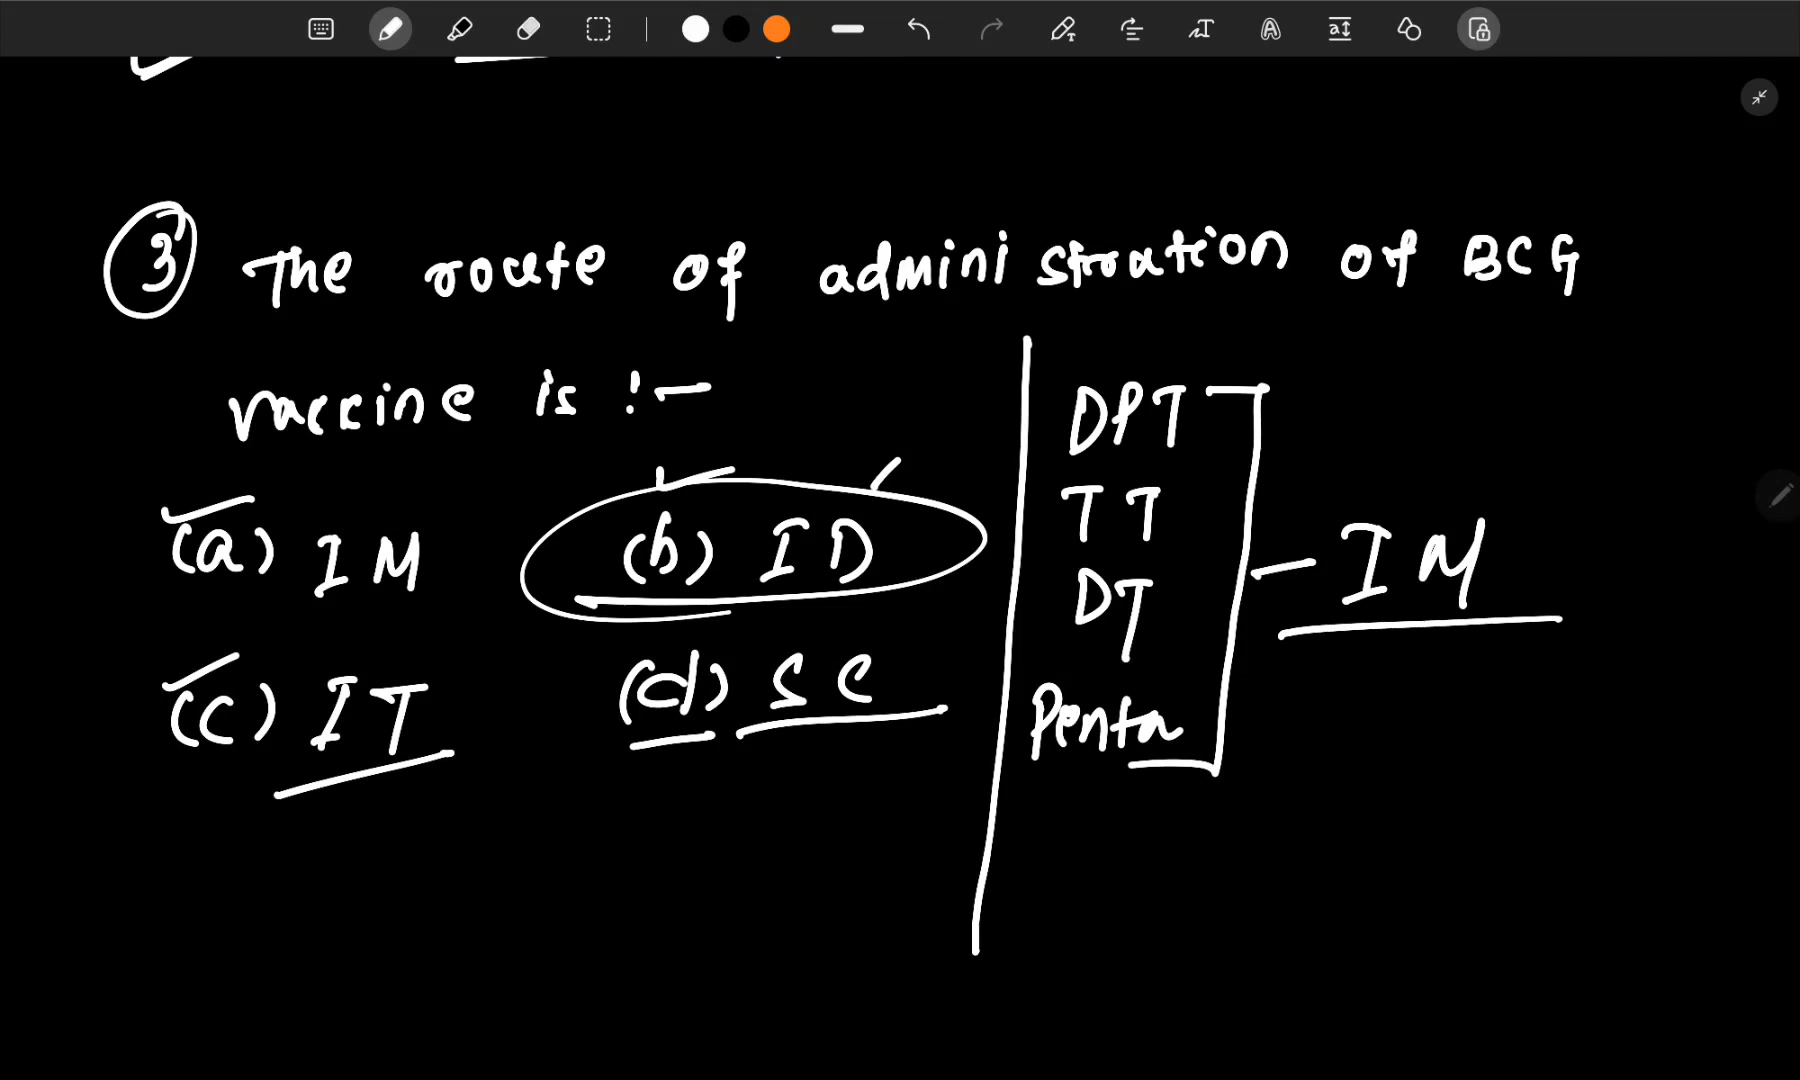 ③ The route of administration of BCG
vaccine is :-
(a) IM (b) ID
(c) IT (d) SC
DPT
TT
DT
Penta
- IM